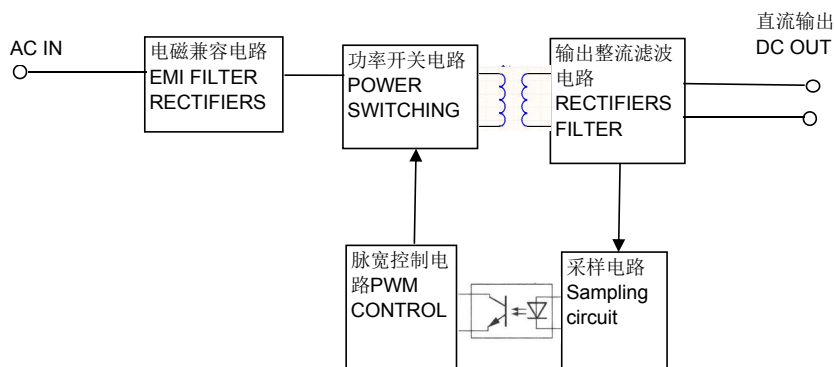 AC IN
电磁兼容电路
EMI FILTER
RECTIFIERS
功率开关电路
POWER
SWITCHING
输出整流滤波
电路
RECTIFIERS
FILTER
直流输出
DC OUT
脉宽控制电
路PWM
CONTROL
采样电路
Sampling
circuit